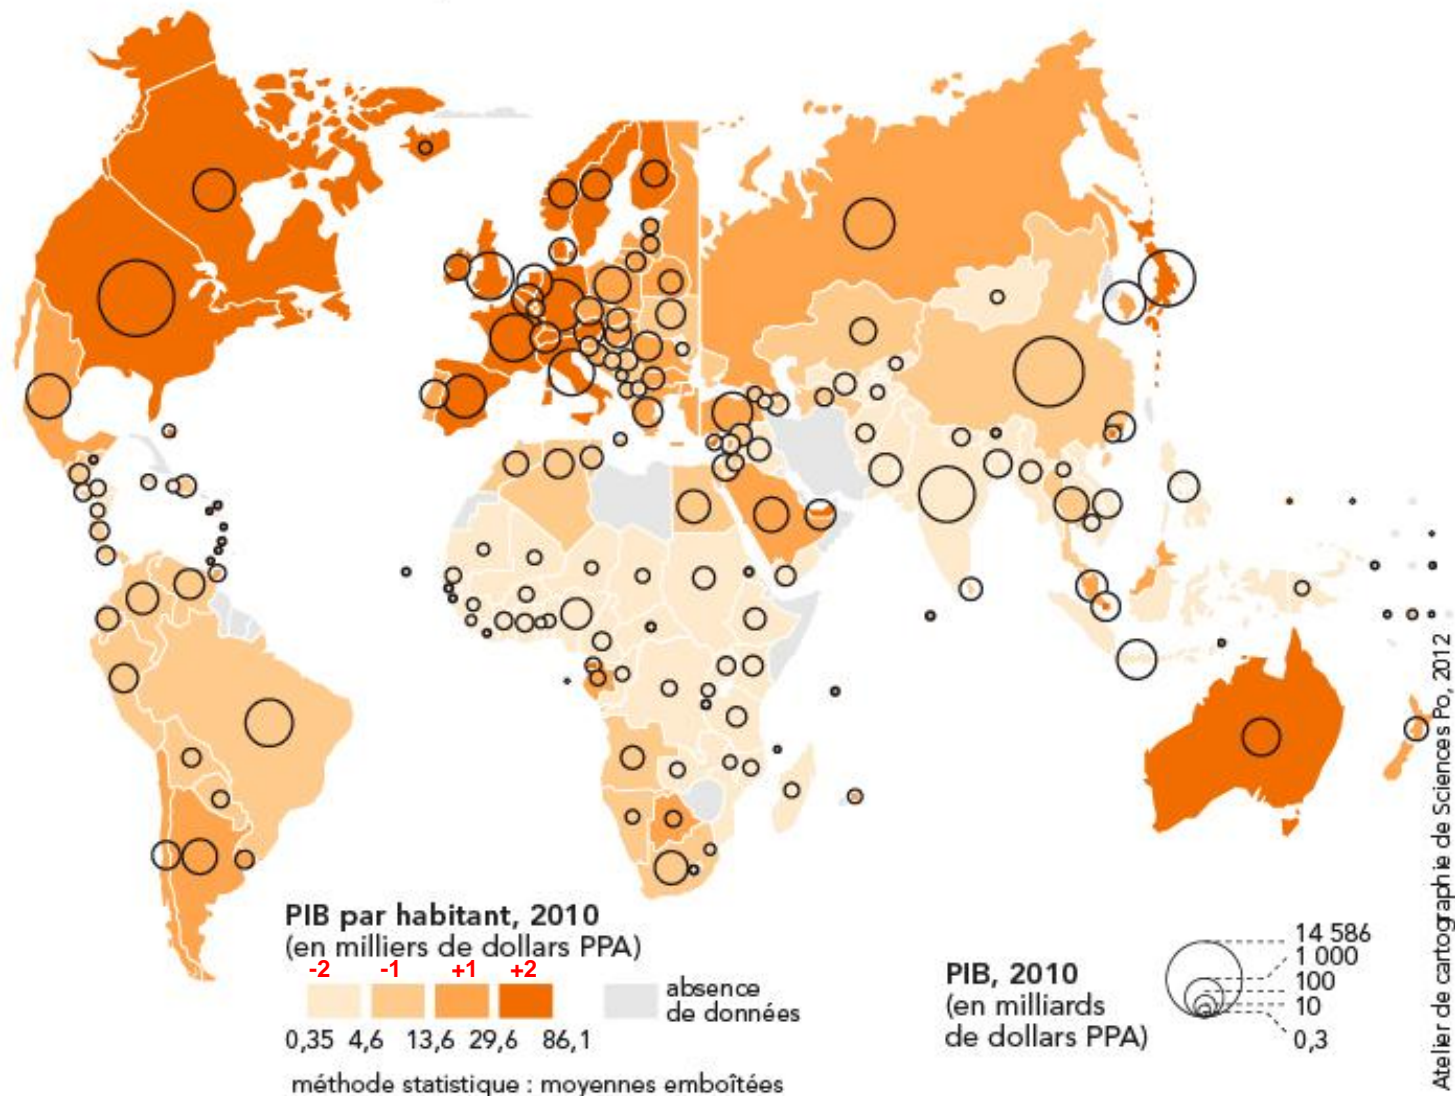 PIB par habitant, 2010
(en milliers de dollars PPA)
-2 -1 +1 +2
0,35 4,6 13,6 29,6 86,1
absence
de données
méthode statistique : moyennes emboîtées
PIB, 2010
(en milliards
de dollars PPA)
14 586
1 000
100
10
0,3
Atelier de cartographie de Sciences Po, 2012